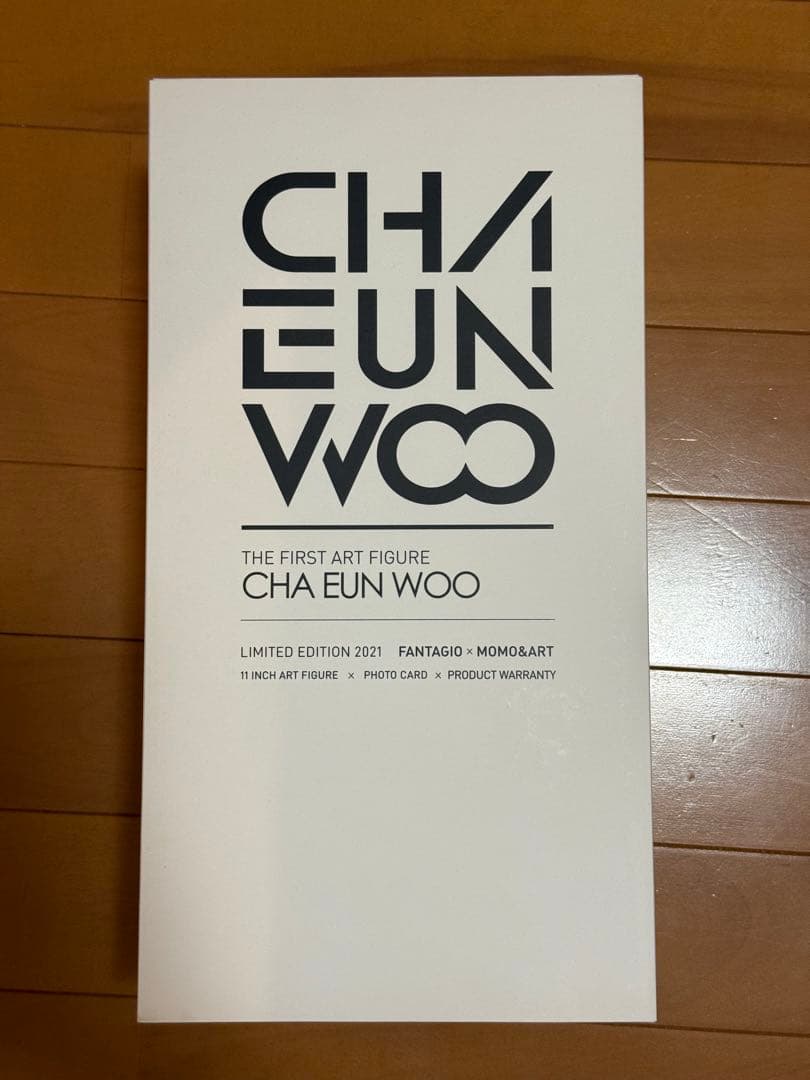 CHA
EUN
WOO
THE FIRST ART FIGURE
CHA EUN WOO
LIMITED EDITION 2021 FANTAGIO × MOMO&ART
11 INCH ART FIGURE × PHOTO CARD × PRODUCT WARRANTY